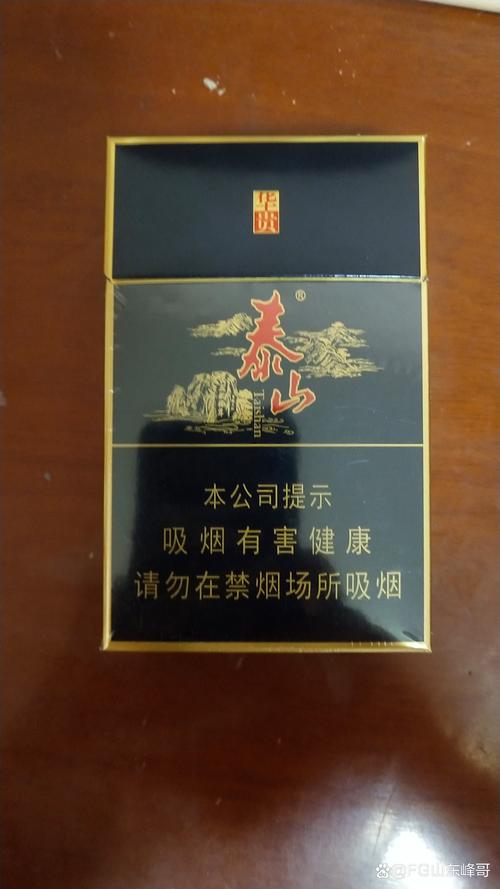 华贵
泰山®
Taishan
本公司提示
吸烟有害健康
请勿在禁烟场所吸烟
@FG山东峰哥